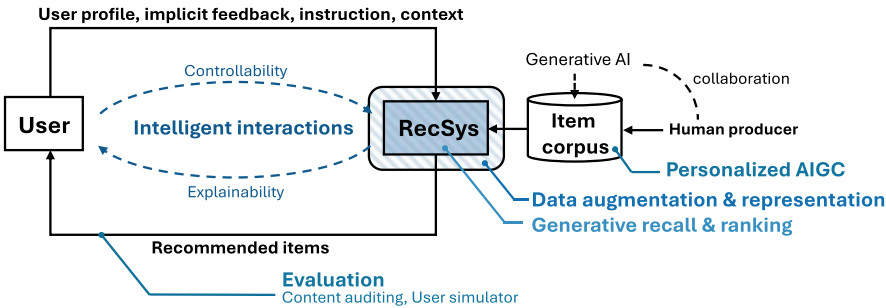 User profile, implicit feedback, instruction, context
Generative AI
Controllability
collaboration
User
Intelligent interactions
RecSys
Item
corpus
Human producer
Personalized AIGC
Explainability
Data augmentation & representation
Generative recall & ranking
Recommended items
Evaluation
Content auditing, User simulator